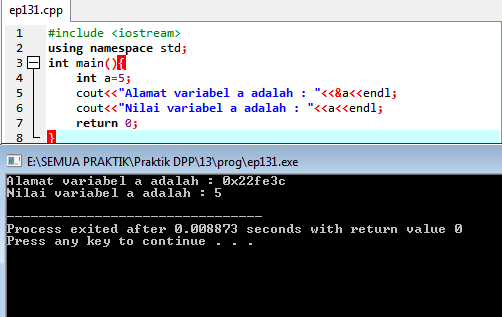 ep131.cpp
1 #include <iostream>
2 using namespace std;
3 int main(){
4 int a=5;
5 cout<<"Alamat variabel a adalah : "<<&a<<endl;
6 cout<<"Nilai variabel a adalah : "<<a<<endl;
7 return 0;
8 }
E:\SEMUA PRAKTIK\Praktik DPP\13\prog\ep131.exe
Alamat variabel a adalah : 0x22fe3c
Nilai variabel a adalah : 5
--------------------------------
Process exited after 0.008873 seconds with return value 0
Press any key to continue . . .